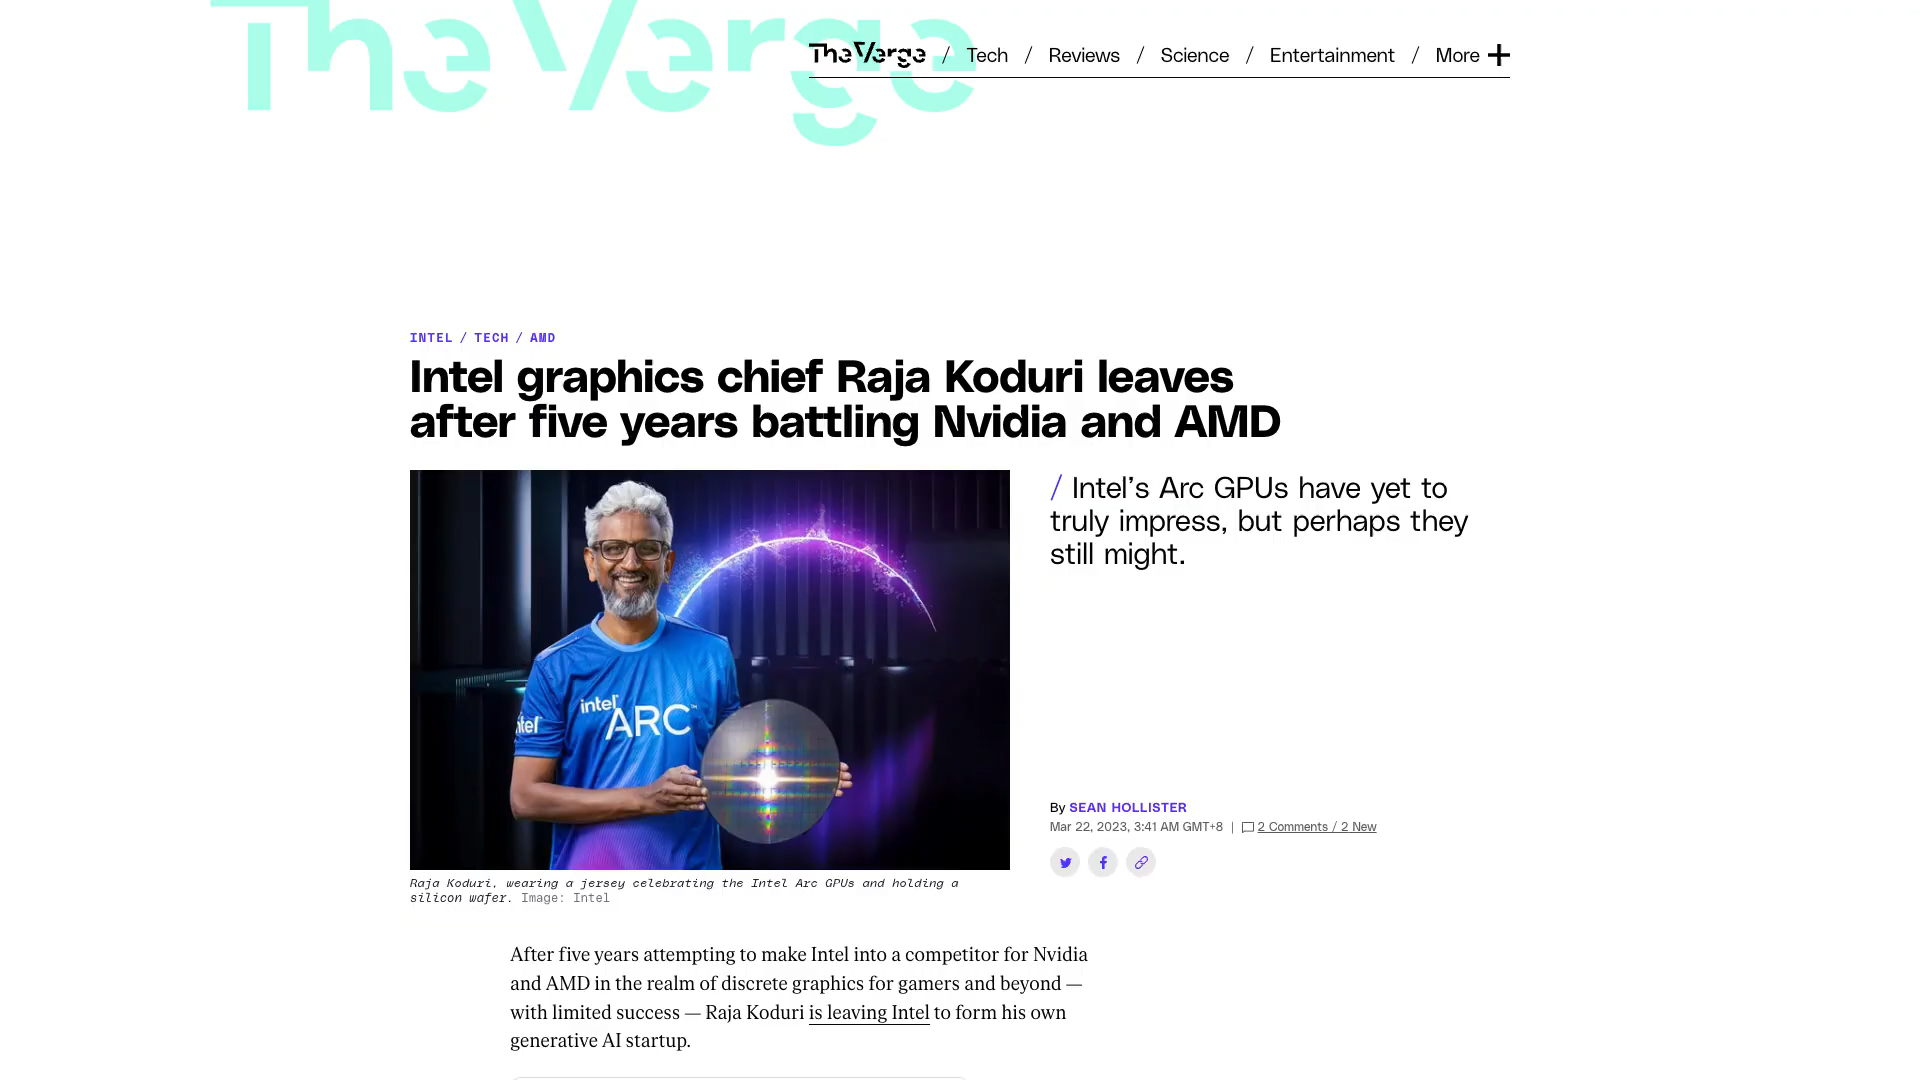 The Verge
The Verge / Tech / Reviews / Science / Entertainment / More
INTEL / TECH / AMD
Intel graphics chief Raja Koduri leaves
after five years battling Nvidia and AMD
/ Intel’s Arc GPUs have yet to
truly impress, but perhaps they
still might.
intel
ARC™
intel
By SEAN HOLLISTER
Mar 22, 2023, 3:41 AM GMT+8 | 2 Comments / 2 New
Raja Koduri, wearing a jersey celebrating the Intel Arc GPUs and holding a
silicon wafer. Image: Intel
After five years attempting to make Intel into a competitor for Nvidia
and AMD in the realm of discrete graphics for gamers and beyond —
with limited success — Raja Koduri is leaving Intel to form his own
generative AI startup.